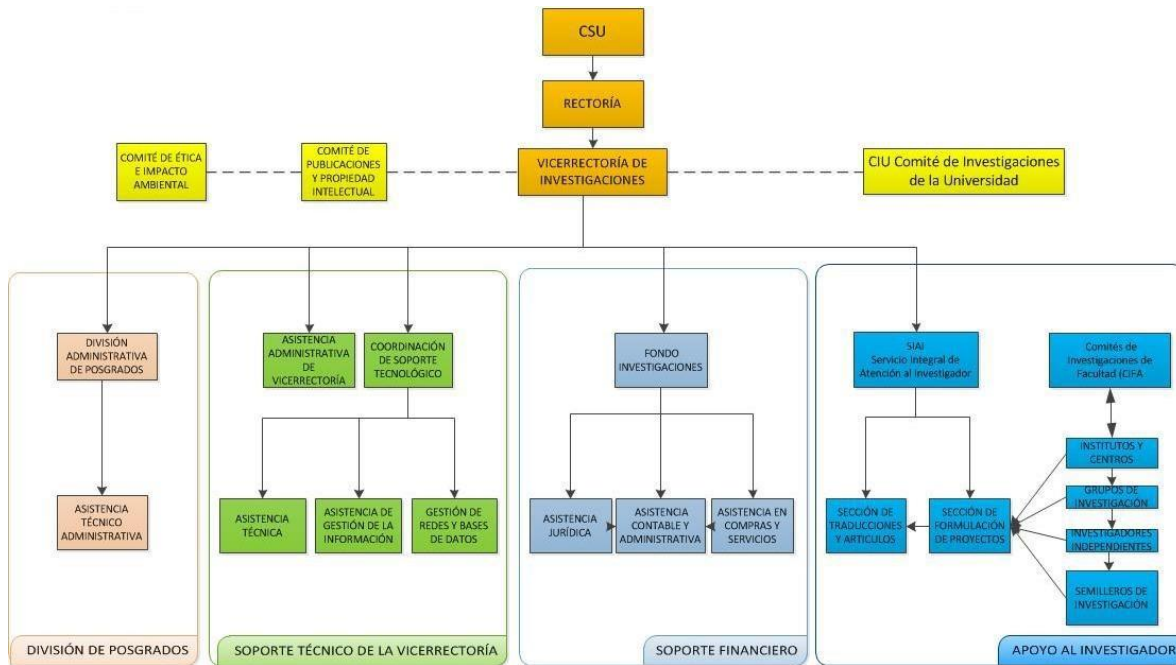 CSU
RECTORÍA
COMITÉ DE ÉTICA
E IMPACTO
AMBIENTAL
COMITÉ DE
PUBLICACIONES
Y PROPIEDAD
INTELECTUAL
VICERRECTORÍA DE
INVESTIGACIONES
CIU Comité de Investigaciones
de la Universidad
DIVISIÓN
ADMINISTRATIVA
DE POSGRADOS
ASISTENCIA
TÉCNICO
ADMINISTRATIVA
DIVISIÓN DE POSGRADOS
ASISTENCIA
ADMINISTRATIVA
DE
VICERRECTORÍA
COORDINACIÓN
DE SOPORTE
TECNOLÓGICO
ASISTENCIA
TÉCNICA
ASISTENCIA DE
GESTIÓN DE LA
INFORMACIÓN
GESTIÓN DE
REDES Y BASES
DE DATOS
SOPORTE TÉCNICO DE LA VICERRECTORÍA
FONDO
INVESTIGACIONES
ASISTENCIA
JURÍDICA
ASISTENCIA
CONTABLE Y
ADMINISTRATIVA
ASISTENCIA EN
COMPRAS Y
SERVICIOS
SOPORTE FINANCIERO
SIAI
Servicio Integral de
Atención al Investigador
Comités de
Investigaciones de
Facultad (CIFA
INSTITUTOS Y
CENTROS
GRUPOS DE
INVESTIGACIÓN
INVESTIGADORES
INDEPENDIENTES
SEMILLEROS DE
INVESTIGACIÓN
SECCIÓN DE
TRADUCCIONES
Y ARTICULOS
SECCIÓN DE
FORMULACIÓN
DE PROYECTOS
APOYO AL INVESTIGADOR